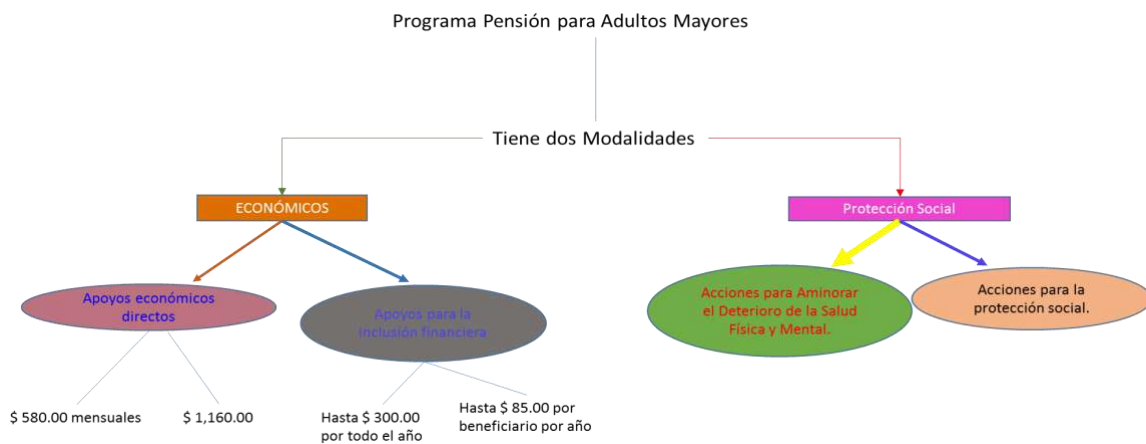 Programa Pensión para Adultos Mayores
Tiene dos Modalidades
ECONÓMICOS
Protección Social
Apoyos económicos
directos
Apoyos para la
inclusión financiera
Acciones para Aminorar
el Deterioro de la Salud
Física y Mental.
Acciones para la
protección social.
$ 580.00 mensuales
$ 1,160.00
Hasta $ 300.00
por todo el año
Hasta $ 85.00 por
beneficiario por año